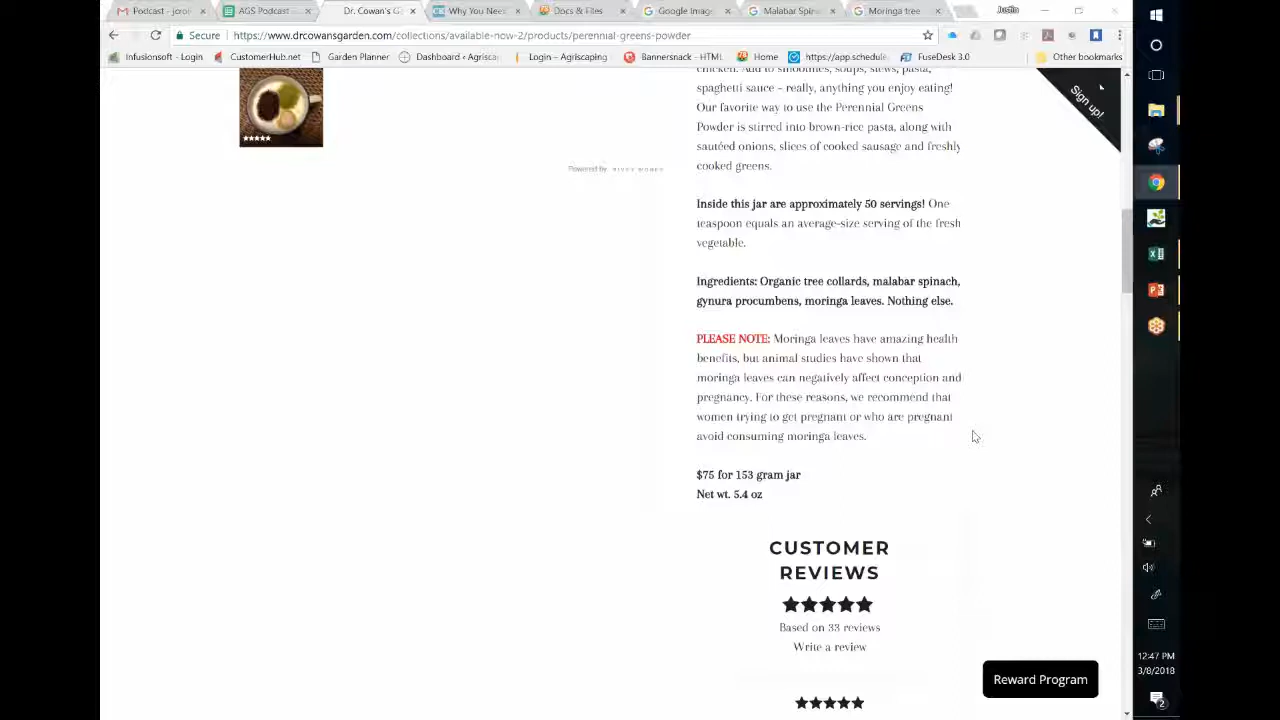 Podcast - joroi
AGS Podcast
Dr. Cowan's G
Why You Need
Docs & Files
Google Imag
Malabar Spin
Moringa tree
Justin
Secure
https://www.drcowansgarden.com/collections/available-now-2/products/perennial-greens-powder
Infusionsoft - Login
CustomerHub.net
Garden Planner
Dashboard ‹ Agrisca
Login – Agriscaping
Bannersnack – HTML
Home
https://app.schedule
FuseDesk 3.0
Other bookmarks
Sign up!
chicken. Add to smoothies, soups, stews, pasta,
spaghetti sauce – really, anything you enjoy eating!
Our favorite way to use the Perennial Greens
Powder is stirred into brown-rice pasta, along with
sautéed onions, slices of cooked sausage and freshly
cooked greens.
Powered by
Inside this jar are approximately 50 servings! One
teaspoon equals an average-size serving of the fresh
vegetable.
Ingredients: Organic tree collards, malabar spinach,
gynura procumbens, moringa leaves. Nothing else.
PLEASE NOTE: Moringa leaves have amazing health
benefits, but animal studies have shown that
moringa leaves can negatively affect conception and
pregnancy. For these reasons, we recommend that
women trying to get pregnant or who are pregnant
avoid consuming moringa leaves.
$75 for 153 gram jar
Net wt. 5.4 oz
CUSTOMER
REVIEWS
Based on 33 reviews
Write a review
Reward Program
12:47 PM
3/8/2018
2